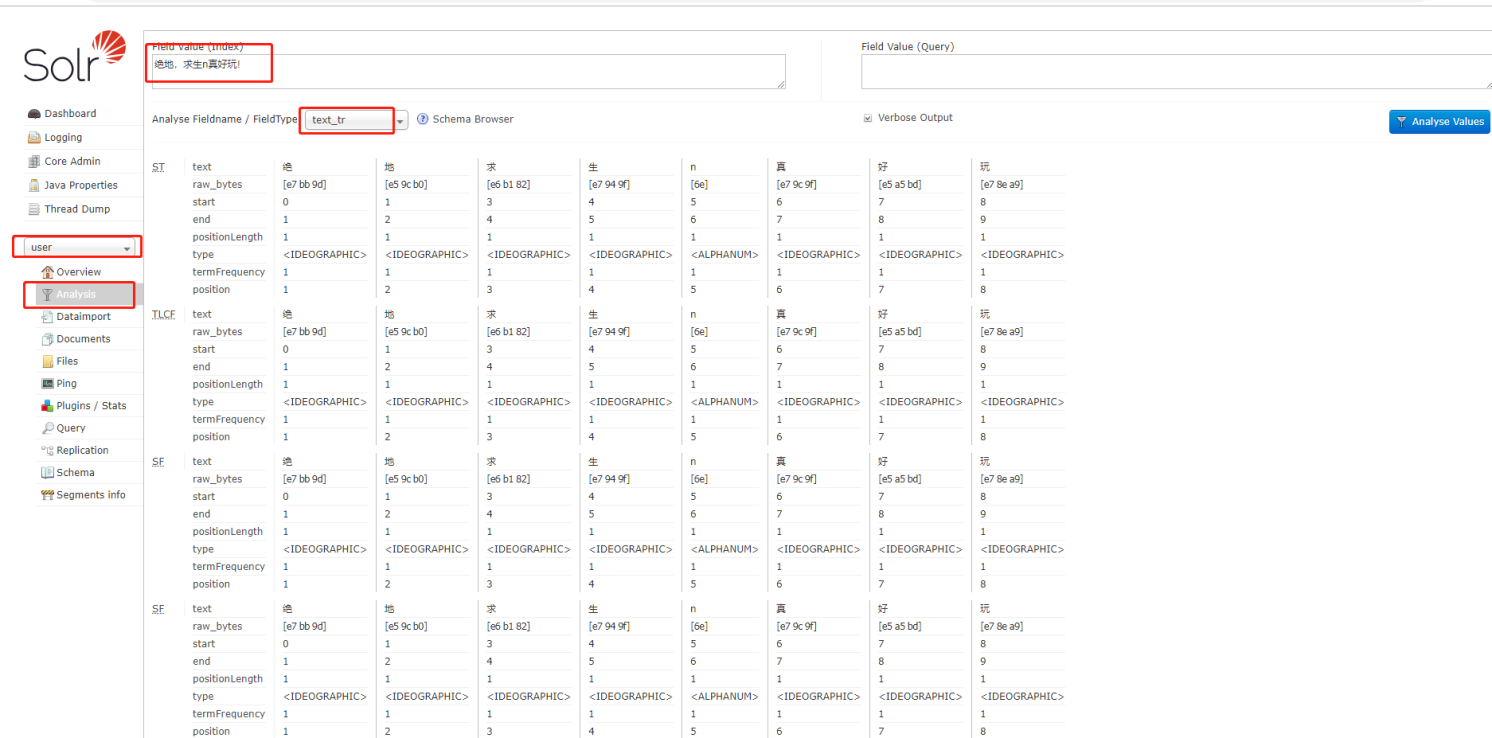 Solr
Dashboard
Logging
Core Admin
Java Properties
Thread Dump
user
Overview
Analysis
Dataimport
Documents
Files
Ping
Plugins / Stats
Query
Replication
Schema
Segments info
Field Value (Index)
绝地，求生n真好玩!
Field Value (Query)
Analyse Fieldname / FieldType
text_tr
Schema Browser
Verbose Output
Analyse Values
ST text 绝 地 求 生 n 真 好 玩
raw_bytes [e7 bb 9d] [e5 9c b0] [e6 b1 82] [e7 94 9f] [6e] [e7 9c 9f] [e5 a5 bd] [e7 8e a9]
start 0 1 3 4 5 6 7 8
end 1 2 4 5 6 7 8 9
positionLength 1 1 1 1 1 1 1 1
type <IDEOGRAPHIC> <IDEOGRAPHIC> <IDEOGRAPHIC> <IDEOGRAPHIC> <ALPHANUM> <IDEOGRAPHIC> <IDEOGRAPHIC> <IDEOGRAPHIC>
termFrequency 1 1 1 1 1 1 1 1
position 1 2 3 4 5 6 7 8
TLCF text 绝 地 求 生 n 真 好 玩
raw_bytes [e7 bb 9d] [e5 9c b0] [e6 b1 82] [e7 94 9f] [6e] [e7 9c 9f] [e5 a5 bd] [e7 8e a9]
start 0 1 3 4 5 6 7 8
end 1 2 4 5 6 7 8 9
positionLength 1 1 1 1 1 1 1 1
type <IDEOGRAPHIC> <IDEOGRAPHIC> <IDEOGRAPHIC> <IDEOGRAPHIC> <ALPHANUM> <IDEOGRAPHIC> <IDEOGRAPHIC> <IDEOGRAPHIC>
termFrequency 1 1 1 1 1 1 1 1
position 1 2 3 4 5 6 7 8
SF text 绝 地 求 生 n 真 好 玩
raw_bytes [e7 bb 9d] [e5 9c b0] [e6 b1 82] [e7 94 9f] [6e] [e7 9c 9f] [e5 a5 bd] [e7 8e a9]
start 0 1 3 4 5 6 7 8
end 1 2 4 5 6 7 8 9
positionLength 1 1 1 1 1 1 1 1
type <IDEOGRAPHIC> <IDEOGRAPHIC> <IDEOGRAPHIC> <IDEOGRAPHIC> <ALPHANUM> <IDEOGRAPHIC> <IDEOGRAPHIC> <IDEOGRAPHIC>
termFrequency 1 1 1 1 1 1 1 1
position 1 2 3 4 5 6 7 8
SF text 绝 地 求 生 n 真 好 玩
raw_bytes [e7 bb 9d] [e5 9c b0] [e6 b1 82] [e7 94 9f] [6e] [e7 9c 9f] [e5 a5 bd] [e7 8e a9]
start 0 1 3 4 5 6 7 8
end 1 2 4 5 6 7 8 9
positionLength 1 1 1 1 1 1 1 1
type <IDEOGRAPHIC> <IDEOGRAPHIC> <IDEOGRAPHIC> <IDEOGRAPHIC> <ALPHANUM> <IDEOGRAPHIC> <IDEOGRAPHIC> <IDEOGRAPHIC>
termFrequency 1 1 1 1 1 1 1 1
position 1 2 3 4 5 6 7 8